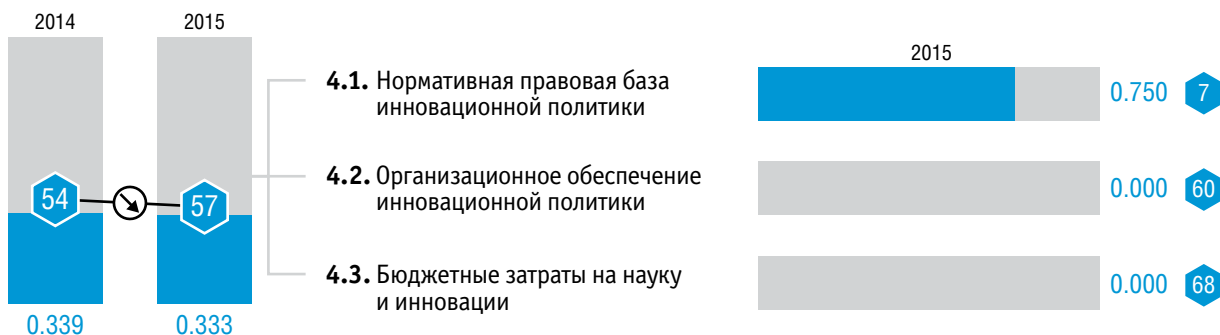 2014
2015
54
57
0.339
0.333
4.1. Нормативная правовая база
инновационной политики
4.2. Организационное обеспечение
инновационной политики
4.3. Бюджетные затраты на науку
и инновации
2015
0.750
7
0.000
60
0.000
68